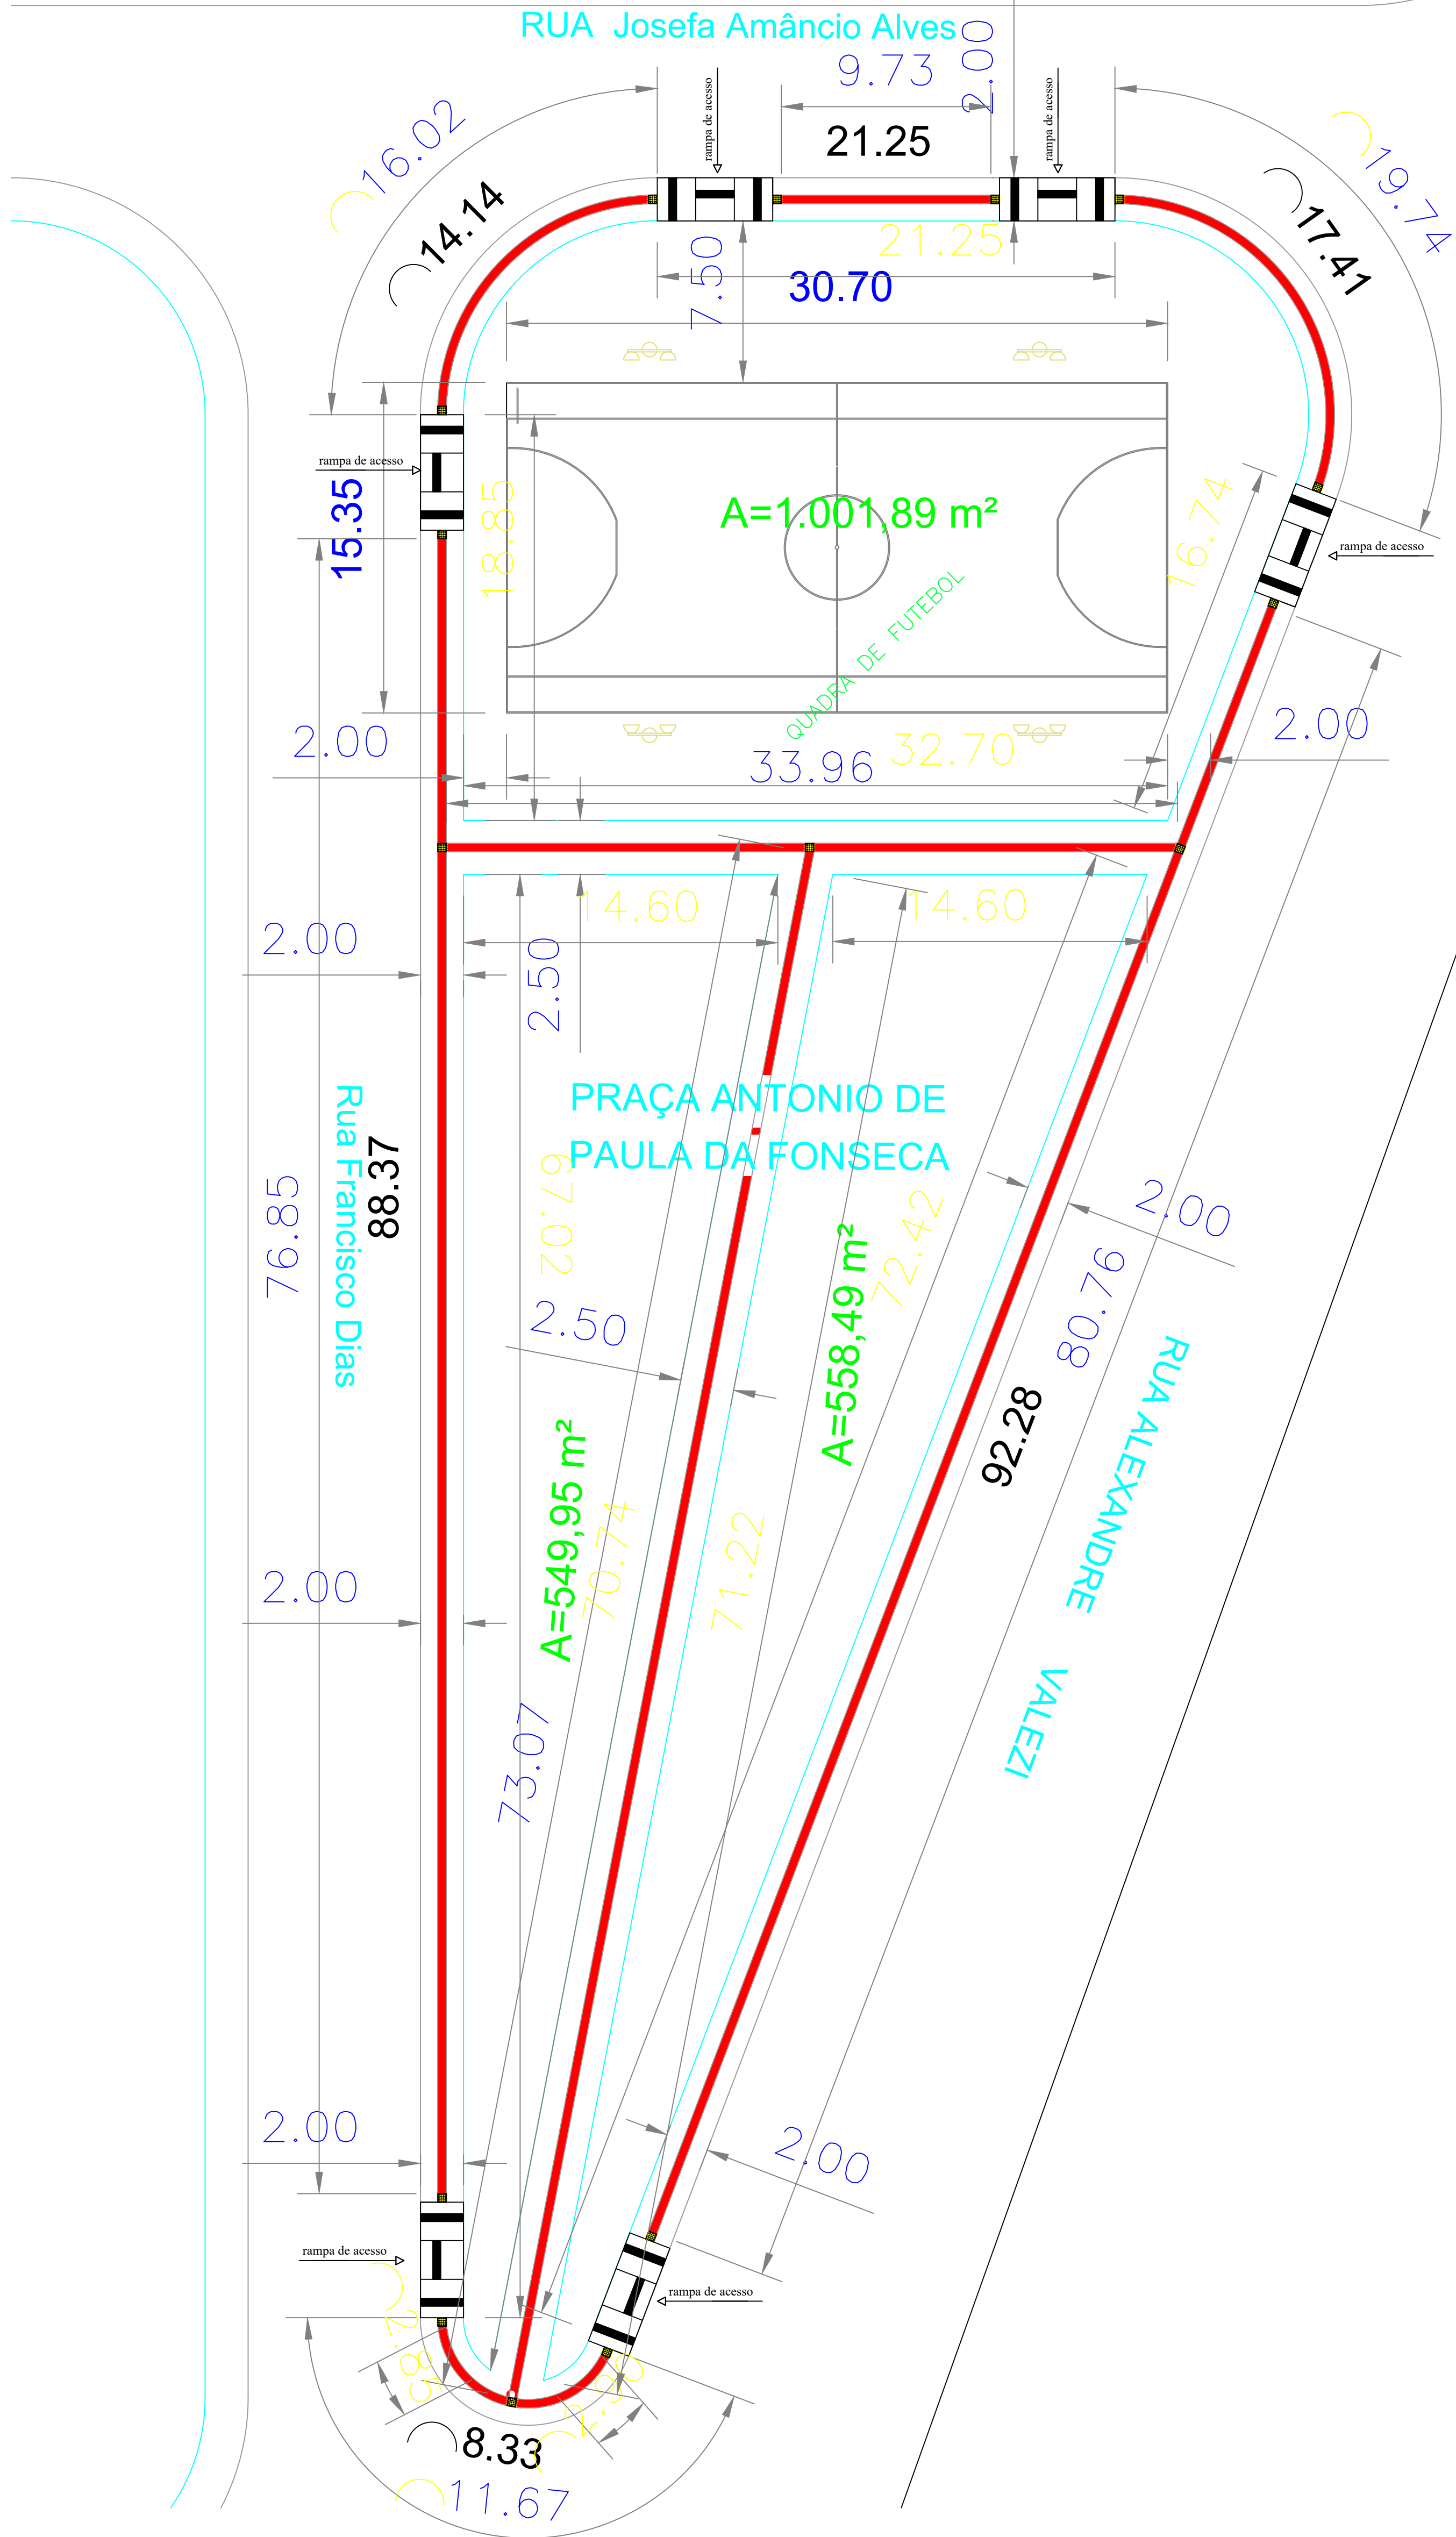 RUA Josefa Amâncio Alves
9.73
2.00
rampa de acesso
rampa de acesso
21.25
16.02
14.14
19.74
17.41
21.25
7.50
30.70
rampa de acesso
15.35
18.85
A=1.001,89 m²
16.74
rampa de acesso
QUADRA DE FUTEBOL
2.00
33.96
32.70
2.00
14.60
14.60
2.00
2.50
PRAÇA ANTONIO DE
PAULA DA FONSECA
Rua Francisco Dias
88.37
76.85
67.02
72.42
2.00
2.50
A=558,49 m²
80.76
RUA ALEXANDRE VALEZI
92.28
A=549,95 m²
70.74
71.22
2.00
73.07
2.00
2.00
rampa de acesso
rampa de acesso
8.33
11.67